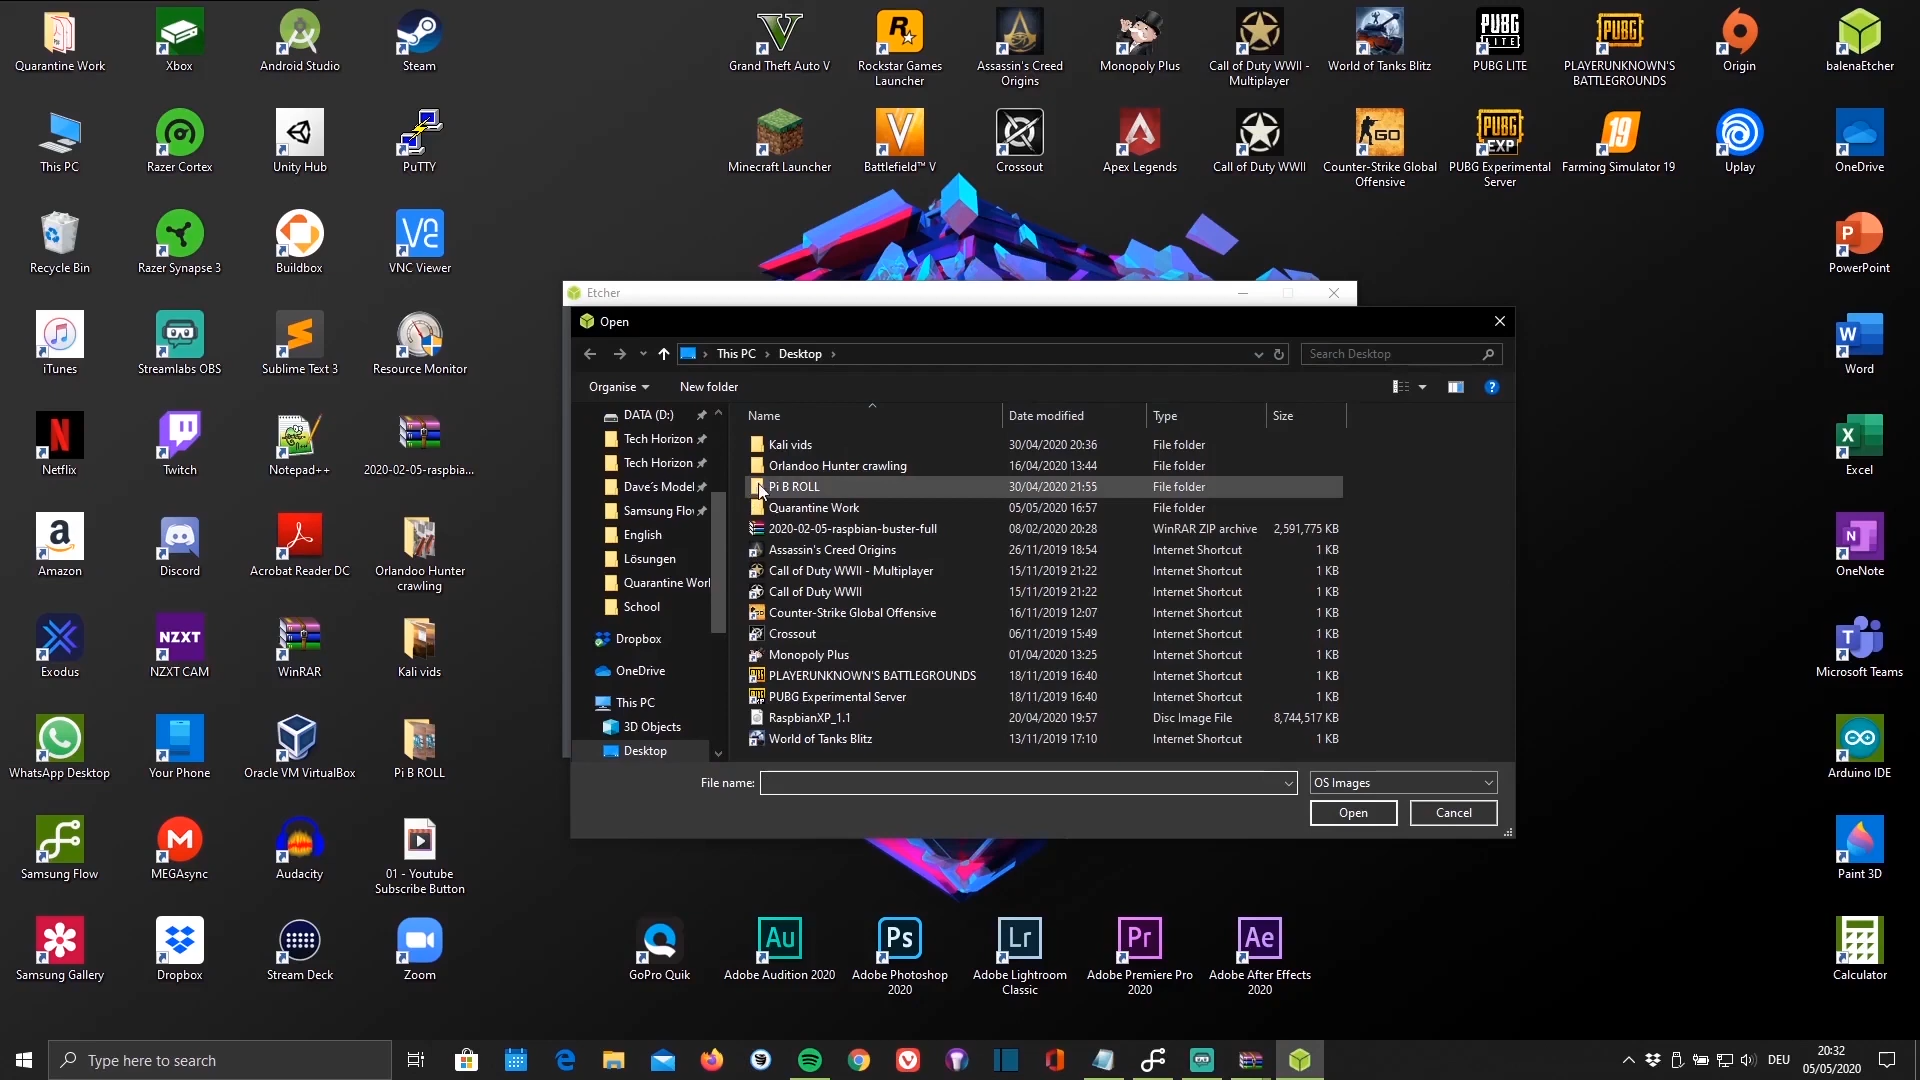 Quarantine Work
Xbox
Android Studio
Steam
Grand Theft Auto V
Rockstar Games
Launcher
Assassin's Creed
Origins
Monopoly Plus
Call of Duty WWII -
Multiplayer
World of Tanks Blitz
PUBG
LITE
PUBG LITE
PUBG
PLAYERUNKNOWN'S
BATTLEGROUNDS
Origin
balenaEtcher
This PC
Razer Cortex
Unity Hub
PuTTY
Minecraft Launcher
V
Battlefield™ V
Crossout
Apex Legends
Call of Duty WWII
GO
Counter-Strike Global
Offensive
PUBG
EXP
PUBG Experimental
Server
19
Farming Simulator 19
Uplay
OneDrive
Recycle Bin
Razer Synapse 3
Buildbox
VNC Viewer
P
PowerPoint
iTunes
Streamlabs OBS
Sublime Text 3
Resource Monitor
W
Word
Netflix
Twitch
Notepad++
2020-02-05-raspbia...
X
Excel
Amazon
Discord
Acrobat Reader DC
Orlandoo Hunter
crawling
N
OneNote
Exodus
NZXT
NZXT CAM
WinRAR
Kali vids
T
Microsoft Teams
WhatsApp Desktop
Your Phone
Oracle VM VirtualBox
Pi B ROLL
Arduino IDE
Samsung Flow
MEGAsync
Audacity
01 - Youtube
Subscribe Button
Paint 3D
Samsung Gallery
Dropbox
Stream Deck
Zoom
GoPro Quik
Au
Adobe Audition 2020
Ps
Adobe Photoshop
2020
Lr
Adobe Lightroom
Classic
Pr
Adobe Premiere Pro
2020
Ae
Adobe After Effects
2020
Calculator
Etcher
Open
This PC > Desktop >
Search Desktop
Organise
New folder
DATA (D:)
Tech Horizon
Tech Horizon
Dave´s Model
Samsung Flo
English
Lösungen
Quarantine Worl
School
Dropbox
OneDrive
This PC
3D Objects
Desktop
Name Date modified Type Size
Kali vids 30/04/2020 20:36 File folder
Orlandoo Hunter crawling 16/04/2020 13:44 File folder
Pi B ROLL 30/04/2020 21:55 File folder
Quarantine Work 05/05/2020 16:57 File folder
2020-02-05-raspbian-buster-full 08/02/2020 20:28 WinRAR ZIP archive 2,591,775 KB
Assassin's Creed Origins 26/11/2019 18:54 Internet Shortcut 1 KB
Call of Duty WWII - Multiplayer 15/11/2019 21:22 Internet Shortcut 1 KB
Call of Duty WWII 15/11/2019 21:22 Internet Shortcut 1 KB
Counter-Strike Global Offensive 16/11/2019 12:07 Internet Shortcut 1 KB
Crossout 06/11/2019 15:49 Internet Shortcut 1 KB
Monopoly Plus 01/04/2020 13:25 Internet Shortcut 1 KB
PLAYERUNKNOWN'S BATTLEGROUNDS 18/11/2019 16:40 Internet Shortcut 1 KB
PUBG Experimental Server 18/11/2019 16:40 Internet Shortcut 1 KB
RaspbianXP_1.1 20/04/2020 19:57 Disc Image File 8,744,517 KB
World of Tanks Blitz 13/11/2019 17:10 Internet Shortcut 1 KB
File name:
OS Images
Open
Cancel
Type here to search
DEU
20:32
05/05/2020